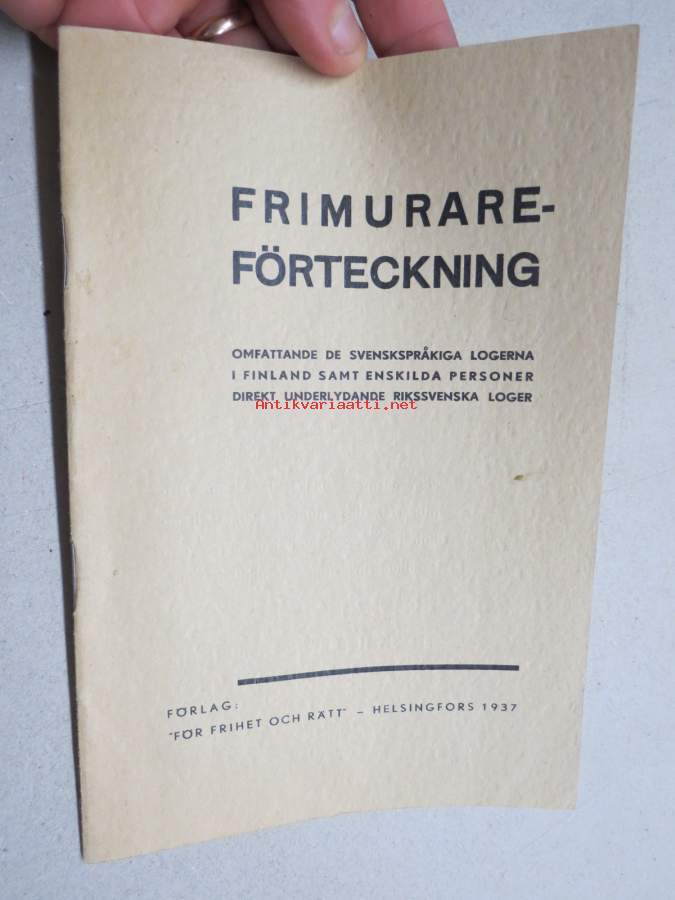 FRIMURARE-
FÖRTECKNING
OMFATTANDE DE SVENSKSPRÅKIGA LOGERNA
I FINLAND SAMT ENSKILDA PERSONER
DIREKT UNDERLYDANDE RIKSSVENSKA LOGER
Antikvariaatti.net
FÖRLAG:
"FÖR FRIHET OCH RÄTT" – HELSINGFORS 1937